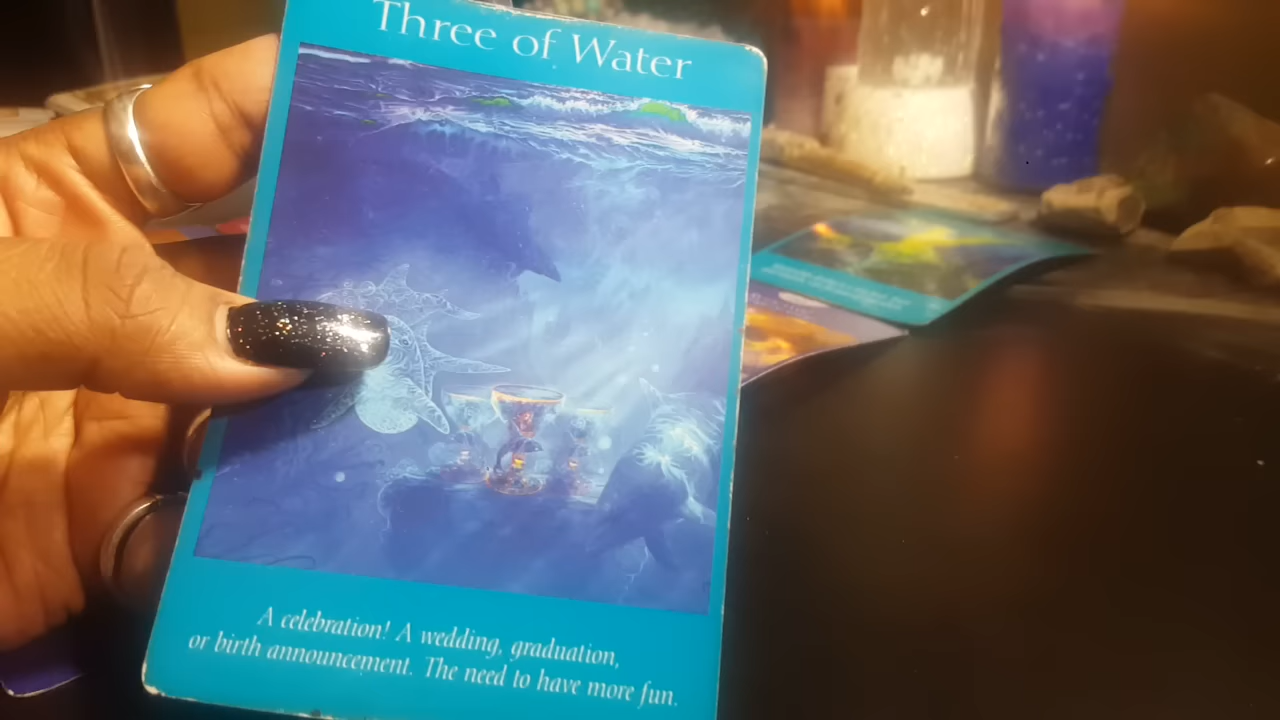 Three of Water
A celebration! A wedding, graduation,
or birth announcement. The need to have more fun.